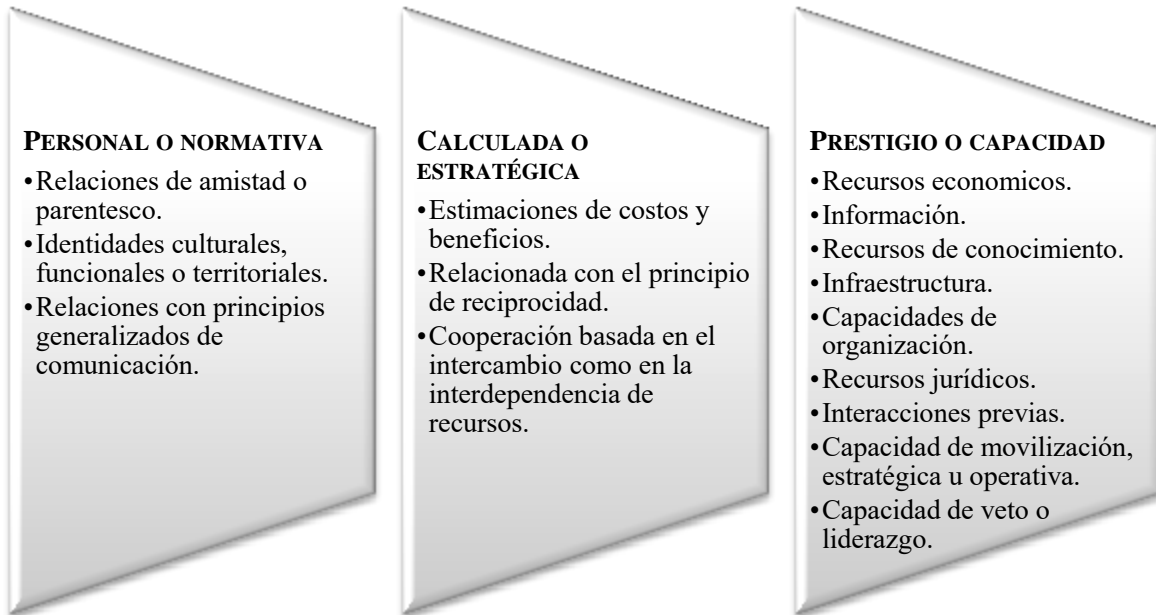 PERSONAL O NORMATIVA
•Relaciones de amistad o
parentesco.
•Identidades culturales,
funcionales o territoriales.
•Relaciones con principios
generalizados de
comunicación.
CALCULADA O
ESTRATÉGICA
•Estimaciones de costos y
beneficios.
•Relacionada con el principio
de reciprocidad.
•Cooperación basada en el
intercambio como en la
interdependencia de
recursos.
PRESTIGIO O CAPACIDAD
•Recursos economicos.
•Información.
•Recursos de conocimiento.
•Infraestructura.
•Capacidades de
organización.
•Recursos jurídicos.
•Interacciones previas.
•Capacidad de movilización,
estratégica u operativa.
•Capacidad de veto o
liderazgo.